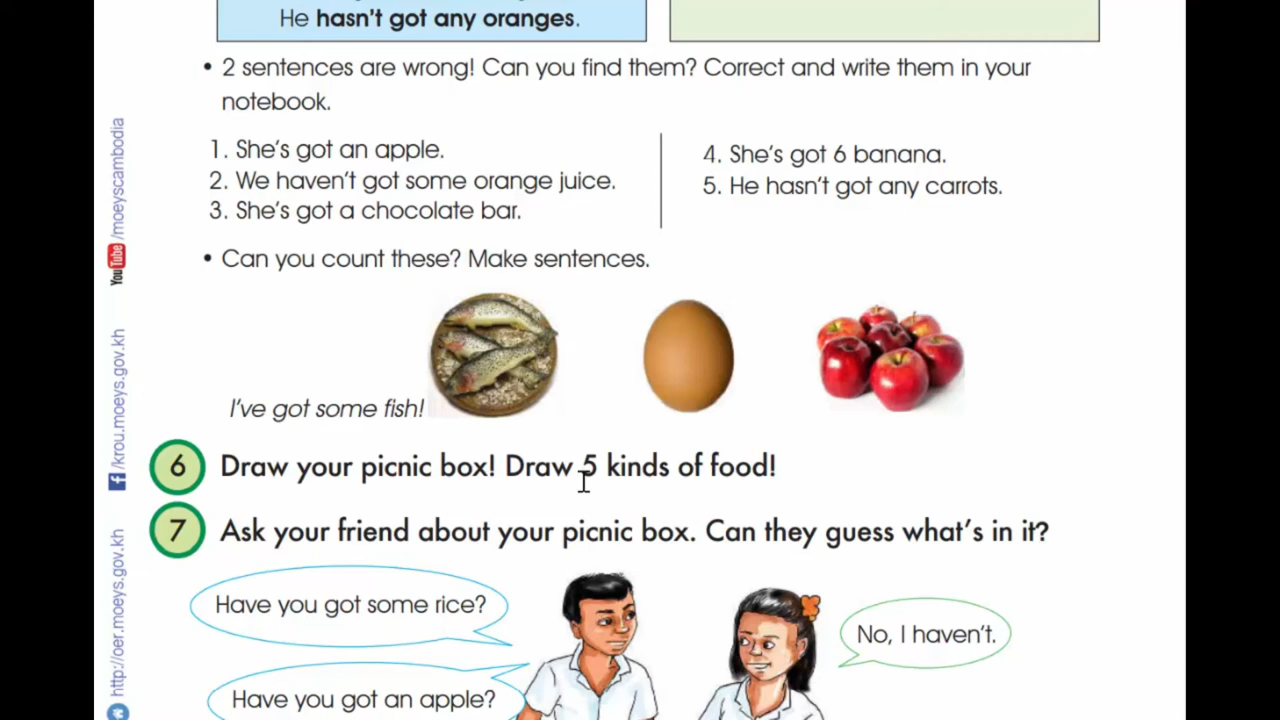 He hasn't got any oranges.
• 2 sentences are wrong! Can you find them? Correct and write them in your
notebook.
1. She's got an apple.
2. We haven't got some orange juice.
3. She's got a chocolate bar.
4. She's got 6 banana.
5. He hasn't got any carrots.
• Can you count these? Make sentences.
I've got some fish!
6 Draw your picnic box! Draw 5 kinds of food!
7 Ask your friend about your picnic box. Can they guess what's in it?
Have you got some rice?
No, I haven't.
Have you got an apple?
YouTube /moeyscambodia
f /krou.moeys.gov.kh
http://oer.moeys.gov.kh